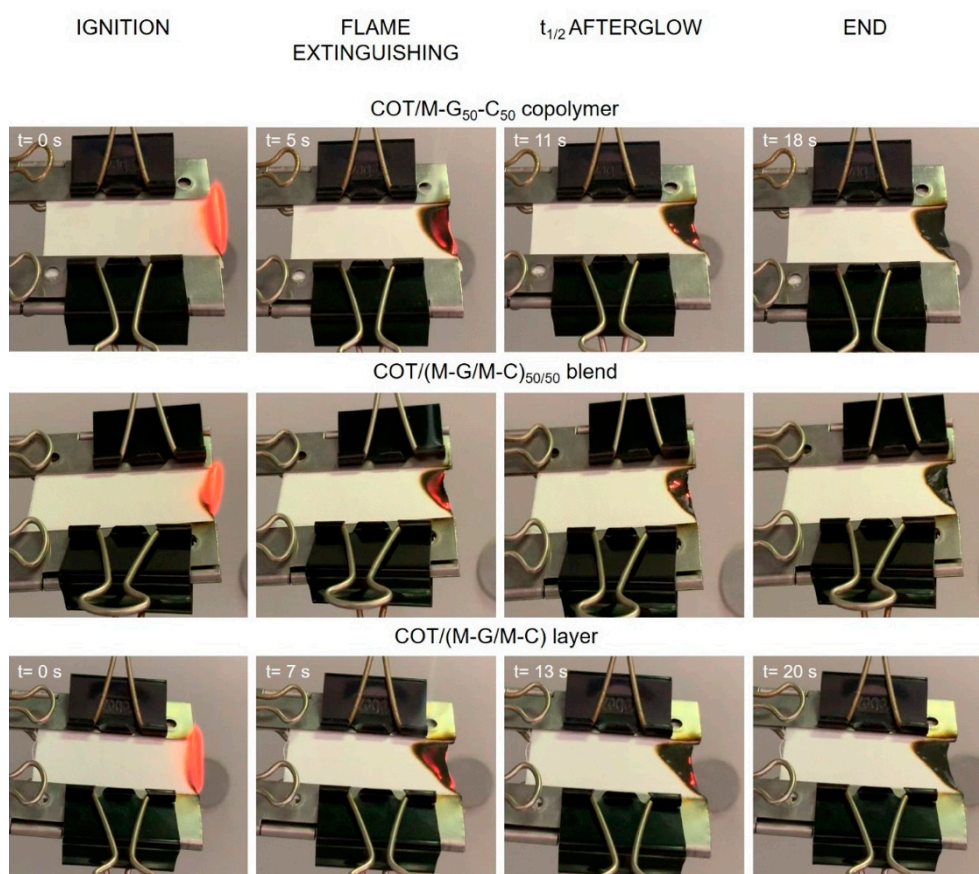 IGNITION
FLAME
EXTINGUISHING
t₁/₂ AFTERGLOW
END
COT/M-G₅₀-C₅₀ copolymer
t= 0 s
t= 5 s
t= 11 s
t= 18 s
COT/(M-G/M-C)₅₀/₅₀ blend
COT/(M-G/M-C) layer
t= 0 s
t= 7 s
t= 13 s
t= 20 s